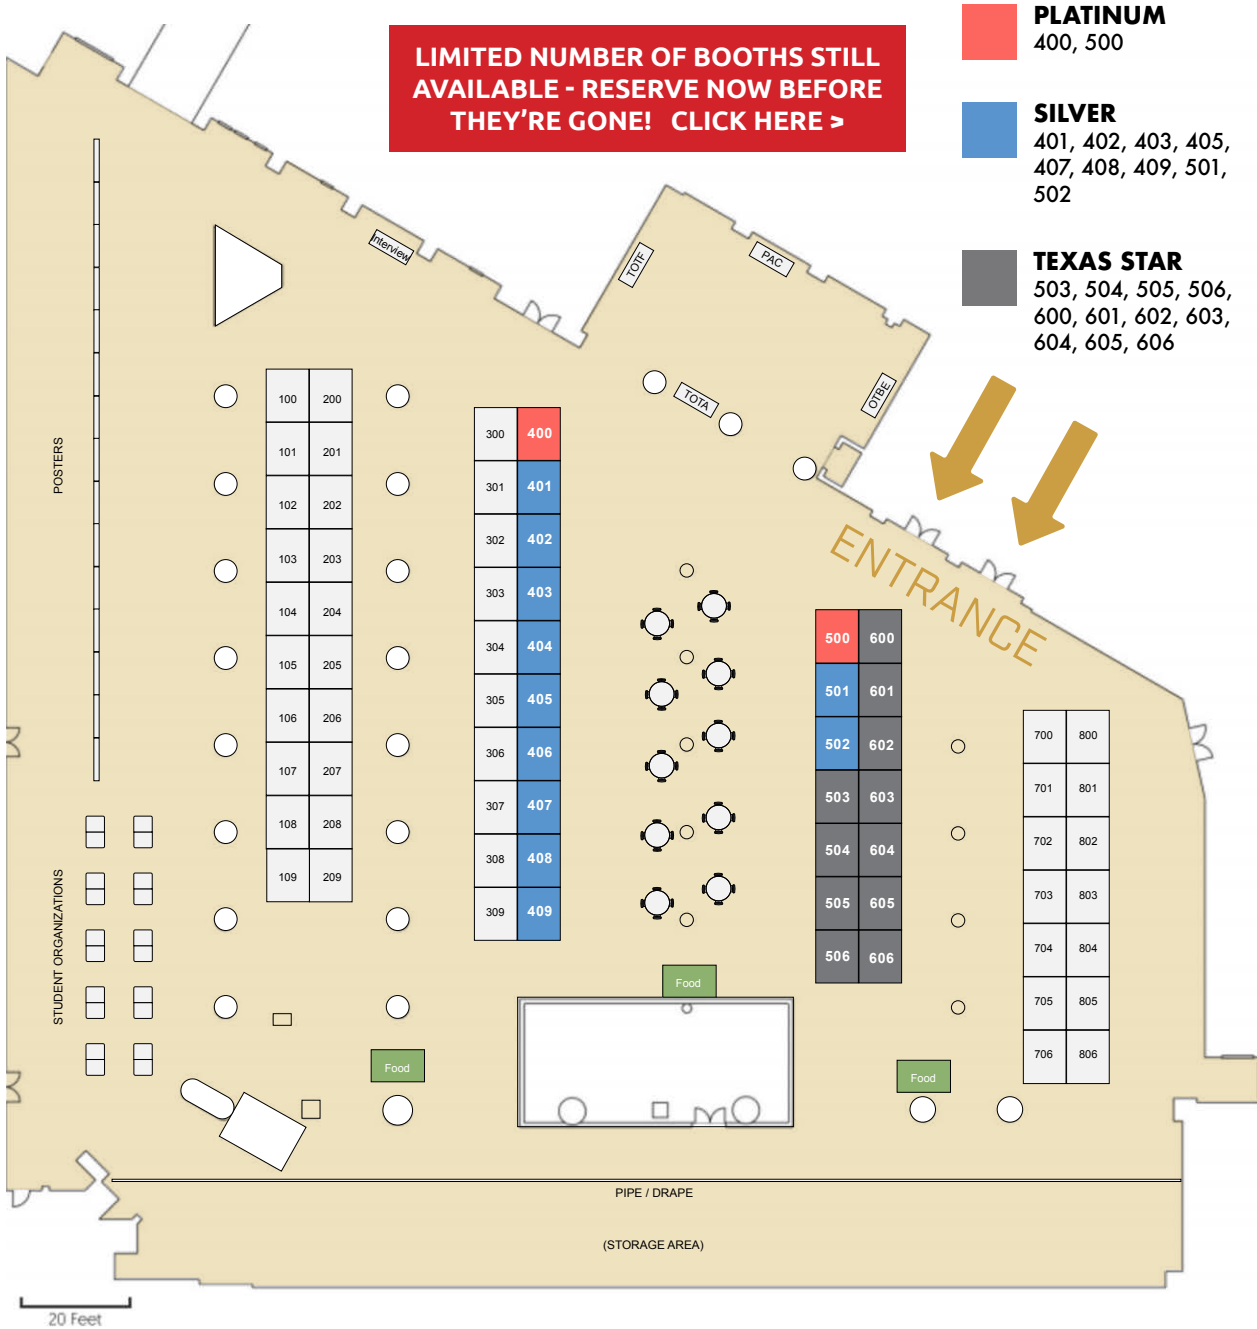 LIMITED NUMBER OF BOOTHS STILL
AVAILABLE - RESERVE NOW BEFORE
THEY'RE GONE!   CLICK HERE >
PLATINUM
400, 500
SILVER
401, 402, 403, 405,
407, 408, 409, 501,
502
TEXAS STAR
503, 504, 505, 506,
600, 601, 602, 603,
604, 605, 606
Interview
TOTF
PAC
TOTA
OTBE
ENTRANCE
POSTERS
STUDENT ORGANIZATIONS
100 200
101 201
102 202
103 203
104 204
105 205
106 206
107 207
108 208
109 209
300 400
301 401
302 402
303 403
304 404
305 405
306 406
307 407
308 408
309 409
500 600
501 601
502 602
503 603
504 604
505 605
506 606
700 800
701 801
702 802
703 803
704 804
705 805
706 806
Food
Food
Food
PIPE / DRAPE
(STORAGE AREA)
20 Feet